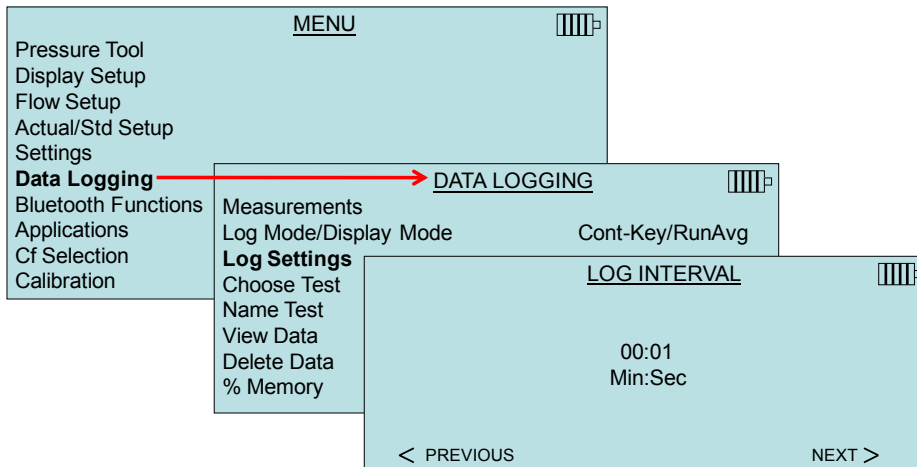 MENU
Pressure Tool
Display Setup
Flow Setup
Actual/Std Setup
Settings
Data Logging
Bluetooth Functions
Applications
Cf Selection
Calibration
DATA LOGGING
Measurements
Log Mode/Display Mode Cont-Key/RunAvg
Log Settings
Choose Test
Name Test
View Data
Delete Data
% Memory
LOG INTERVAL
00:01
Min:Sec
< PREVIOUS NEXT >